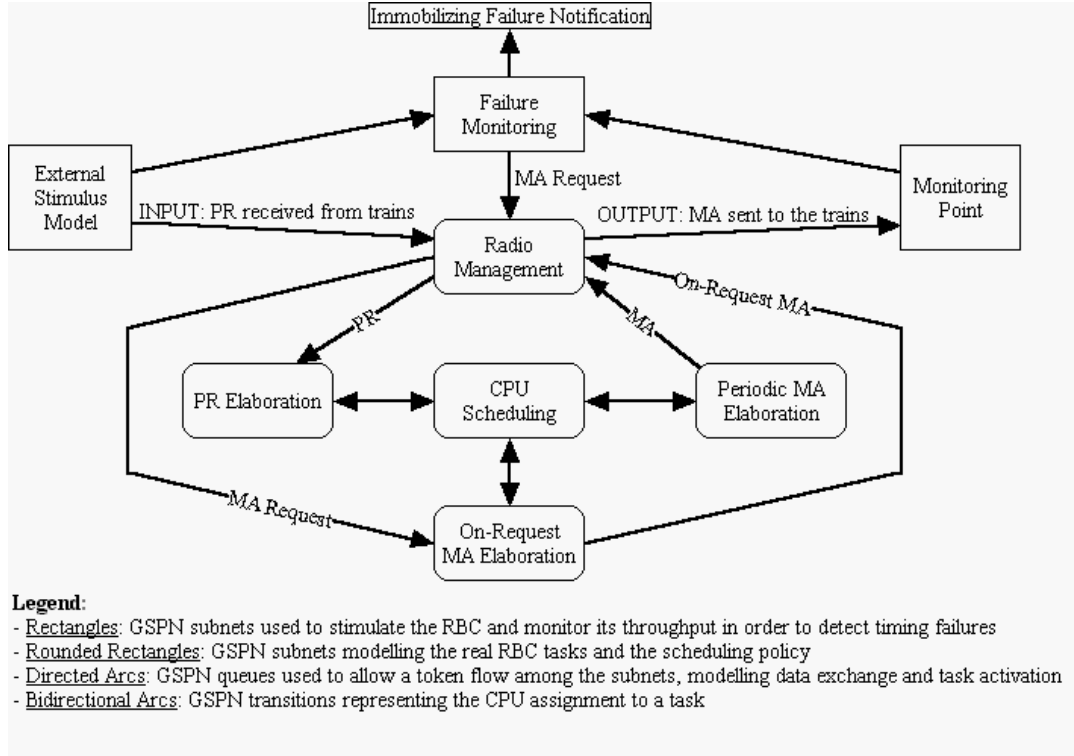 Immobilizing Failure Notification
Failure
Monitoring
External
Stimulus
Model
MA Request
Monitoring
Point
INPUT: PR received from trains
OUTPUT: MA sent to the trains
Radio
Management
On-Request MA
PR
MA
PR Elaboration
CPU
Scheduling
Periodic MA
Elaboration
MA Request
On-Request
MA Elaboration
Legend:
- Rectangles: GSPN subnets used to stimulate the RBC and monitor its throughput in order to detect timing failures
- Rounded Rectangles: GSPN subnets modelling the real RBC tasks and the scheduling policy
- Directed Arcs: GSPN queues used to allow a token flow among the subnets, modelling data exchange and task activation
- Bidirectional Arcs: GSPN transitions representing the CPU assignment to a task